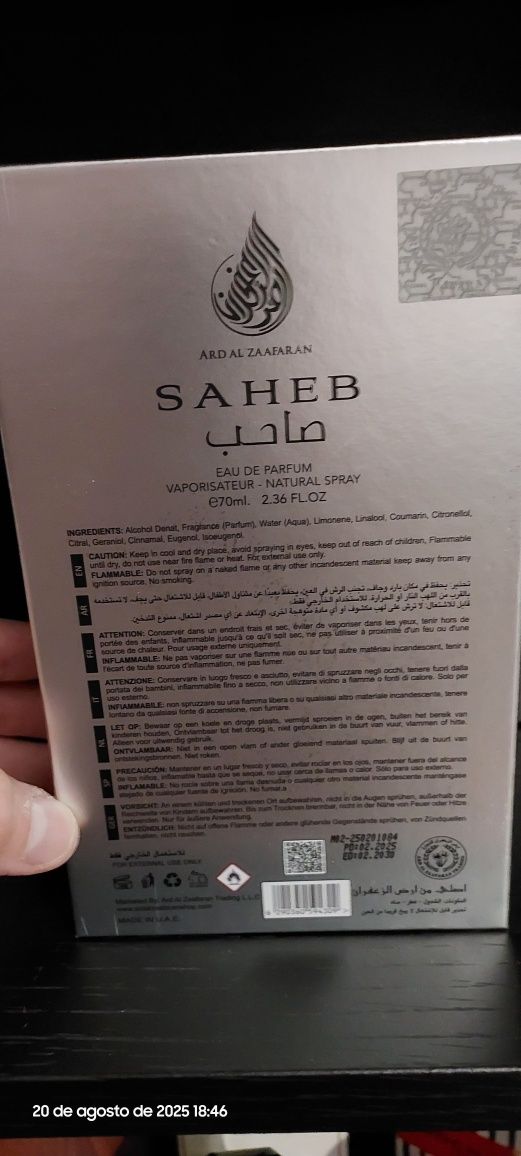 ARD AL ZAAFARAN
SAHEB
صاحب
EAU DE PARFUM
VAPORISATEUR - NATURAL SPRAY
℮70ml. 2.36 FL.OZ
INGREDIENTS: Alcohol Denat, Fragrance (Parfum), Water (Aqua), Limonene, Linalool, Coumarin, Citronellol,
Citral, Geraniol, Cinnamal, Eugenol, Isoeugenol.
EN
CAUTION: Keep in cool and dry place, avoid spraying in eyes, keep out of reach of children, Flammable
until dry, do not use near fire flame or heat. For external use only.
FLAMMABLE: Do not spray on a naked flame or any other incandescent material keep away from any
ignition source. No smoking.
AR
FR
ATTENTION: Conserver dans un endroit frais et sec, éviter de vaporiser dans les yeux, tenir hors de
portée des enfants, inflammable jusqu'à ce qu'il soit sec, ne pas utiliser à proximité d'un feu ou d'une
source de chaleur. Pour usage externe uniquement.
INFLAMMABLE: Ne pas vaporiser sur une flamme nue ou sur tout autre matériau incandescent, tenir à
l'écart de toute source d'inflammation, ne pas fumer.
IT
ATTENZIONE: Conservare in luogo fresco e asciutto, evitare di spruzzare negli occhi, tenere fuori dalla
portata dei bambini, infiammabile fino a secco, non utilizzare vicino a fiamme o fonti di calore. Solo per
uso esterno.
INFIAMMABILE: non spruzzare su una fiamma libera o su qualsiasi altro materiale incandescente, tenere
lontano da qualsiasi fonte di accensione, non fumare.
NL
LET OP: Bewaar op een koele en droge plaats, vermijd sproeien in de ogen, buiten het bereik van
kinderen houden, Ontvlambaar tot het droog is, niet gebruiken in de buurt van vuur, vlammen of hitte.
Alleen voor uitwendig gebruik.
ONTVLAMBAAR: Niet in een open vlam of ander gloeiend materiaal spuiten. Blijf uit de buurt van
ontstekingsbronnen. Niet roken.
SP
PRECAUCIÓN: Mantener en un lugar fresco y seco, evitar rociar en los ojos, mantener fuera del alcance
de los niños, inflamable hasta que se seque, no usar cerca de llamas o calor. Sólo para uso externo.
INFLAMABLE: No rocíe sobre una llama desnuda o cualquier otro material incandescente manténgase
alejado de cualquier fuente de ignición. No fumar.
GER
VORSICHT: An einem kühlen und trockenen Ort aufbewahren, nicht in die Augen sprühen, außerhalb der
Reichweite von Kindern aufbewahren. Bis zum Trocknen brennbar, nicht in der Nähe von Feuer oder Hitze
verwenden. Nur für äußere Anwendung.
ENTZÜNDLICH: Nicht auf offene Flamme oder andere glühende Gegenstände sprühen, von Zündquellen
fernhalten, nicht rauchen.
للاستعمال الخارجي فقط
FOR EXTERNAL USE ONLY
M02-250201084
PD:02.2025
ED:02.2030
Marketed By: Ard Al Zaafaran Trading L.L.C
MADE IN U.A.E.
20 de agosto de 2025 18:46